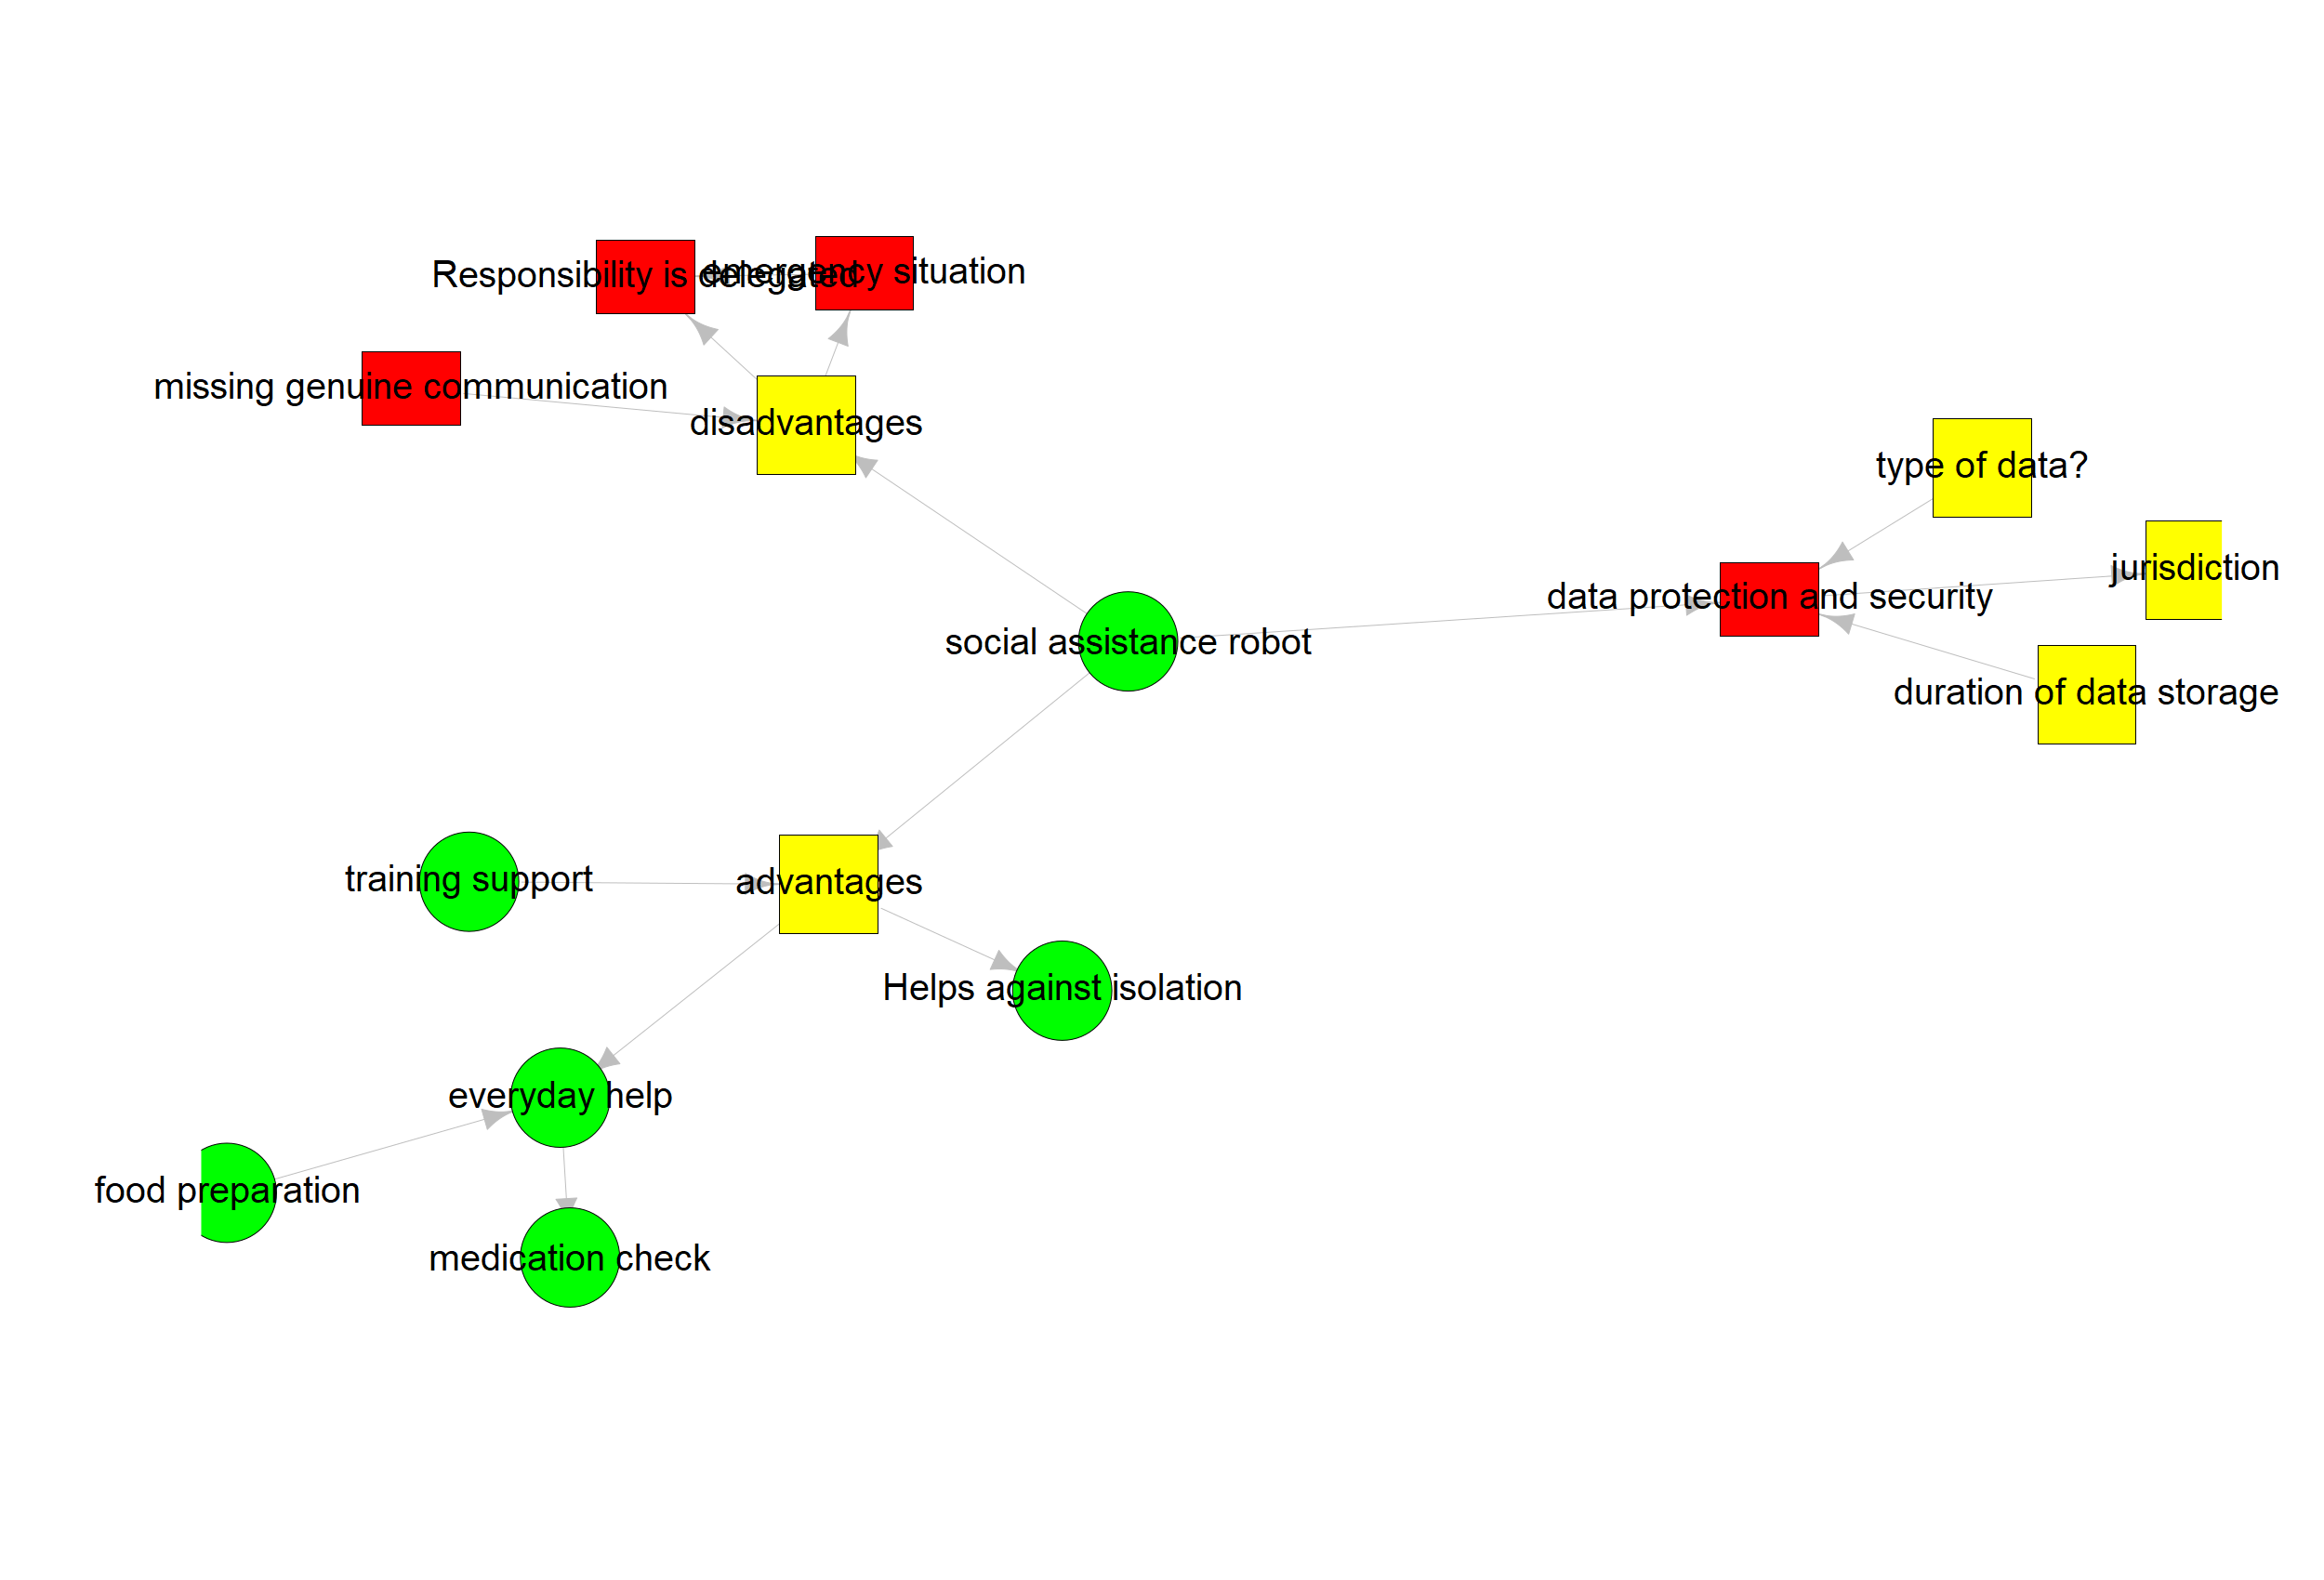 Responsibility is delegated
emergency situation
missing genuine communication
disadvantages
type of data?
jurisdiction
data protection and security
social assistance robot
duration of data storage
training support
advantages
Helps against isolation
everyday help
food preparation
medication check